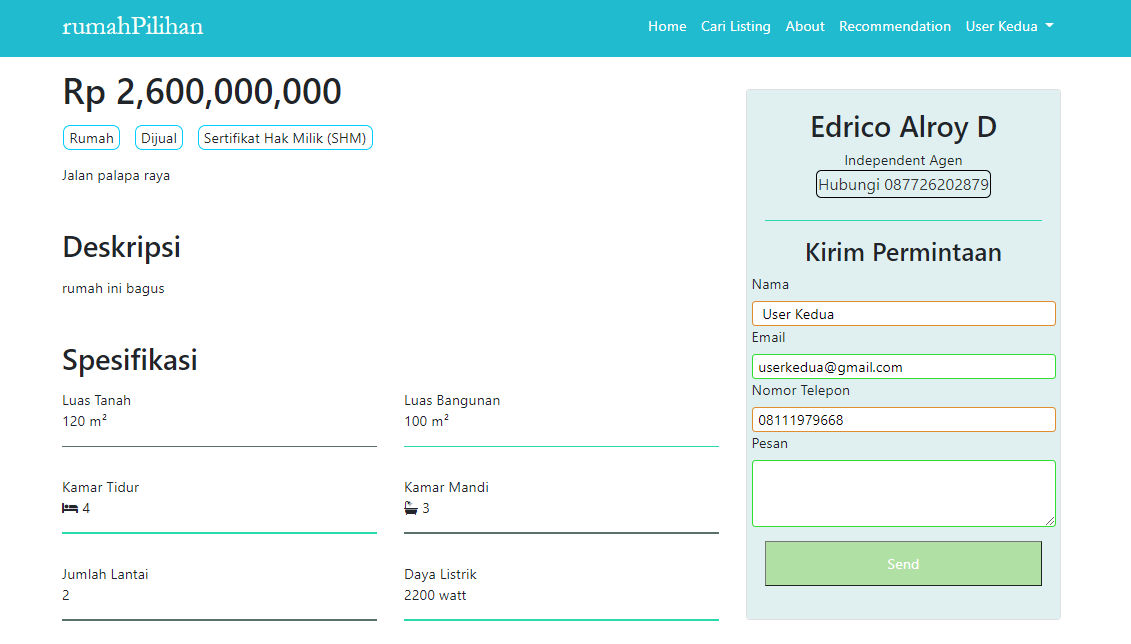 rumahPilihan
Home Cari Listing About Recommendation User Kedua
Rp 2,600,000,000
Rumah Dijual Sertifikat Hak Milik (SHM)
Jalan palapa raya
Deskripsi
rumah ini bagus
Spesifikasi
Luas Tanah
120 m²
Luas Bangunan
100 m²
Kamar Tidur
4
Kamar Mandi
3
Jumlah Lantai
2
Daya Listrik
2200 watt
Edrico Alroy D
Independent Agen
Hubungi 087726202879
Kirim Permintaan
Nama
User Kedua
Email
userkedua@gmail.com
Nomor Telepon
08111979668
Pesan
Send